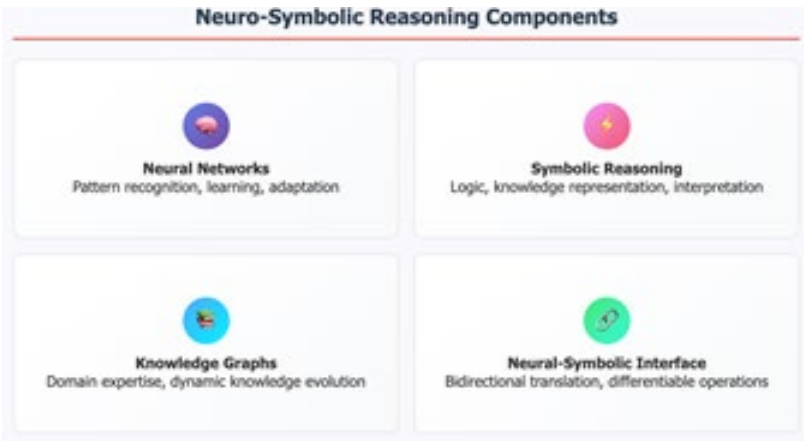 Neuro-Symbolic Reasoning Components
Neural Networks
Pattern recognition, learning, adaptation
Symbolic Reasoning
Logic, knowledge representation, interpretation
Knowledge Graphs
Domain expertise, dynamic knowledge evolution
Neural-Symbolic Interface
Bidirectional translation, differentiable operations